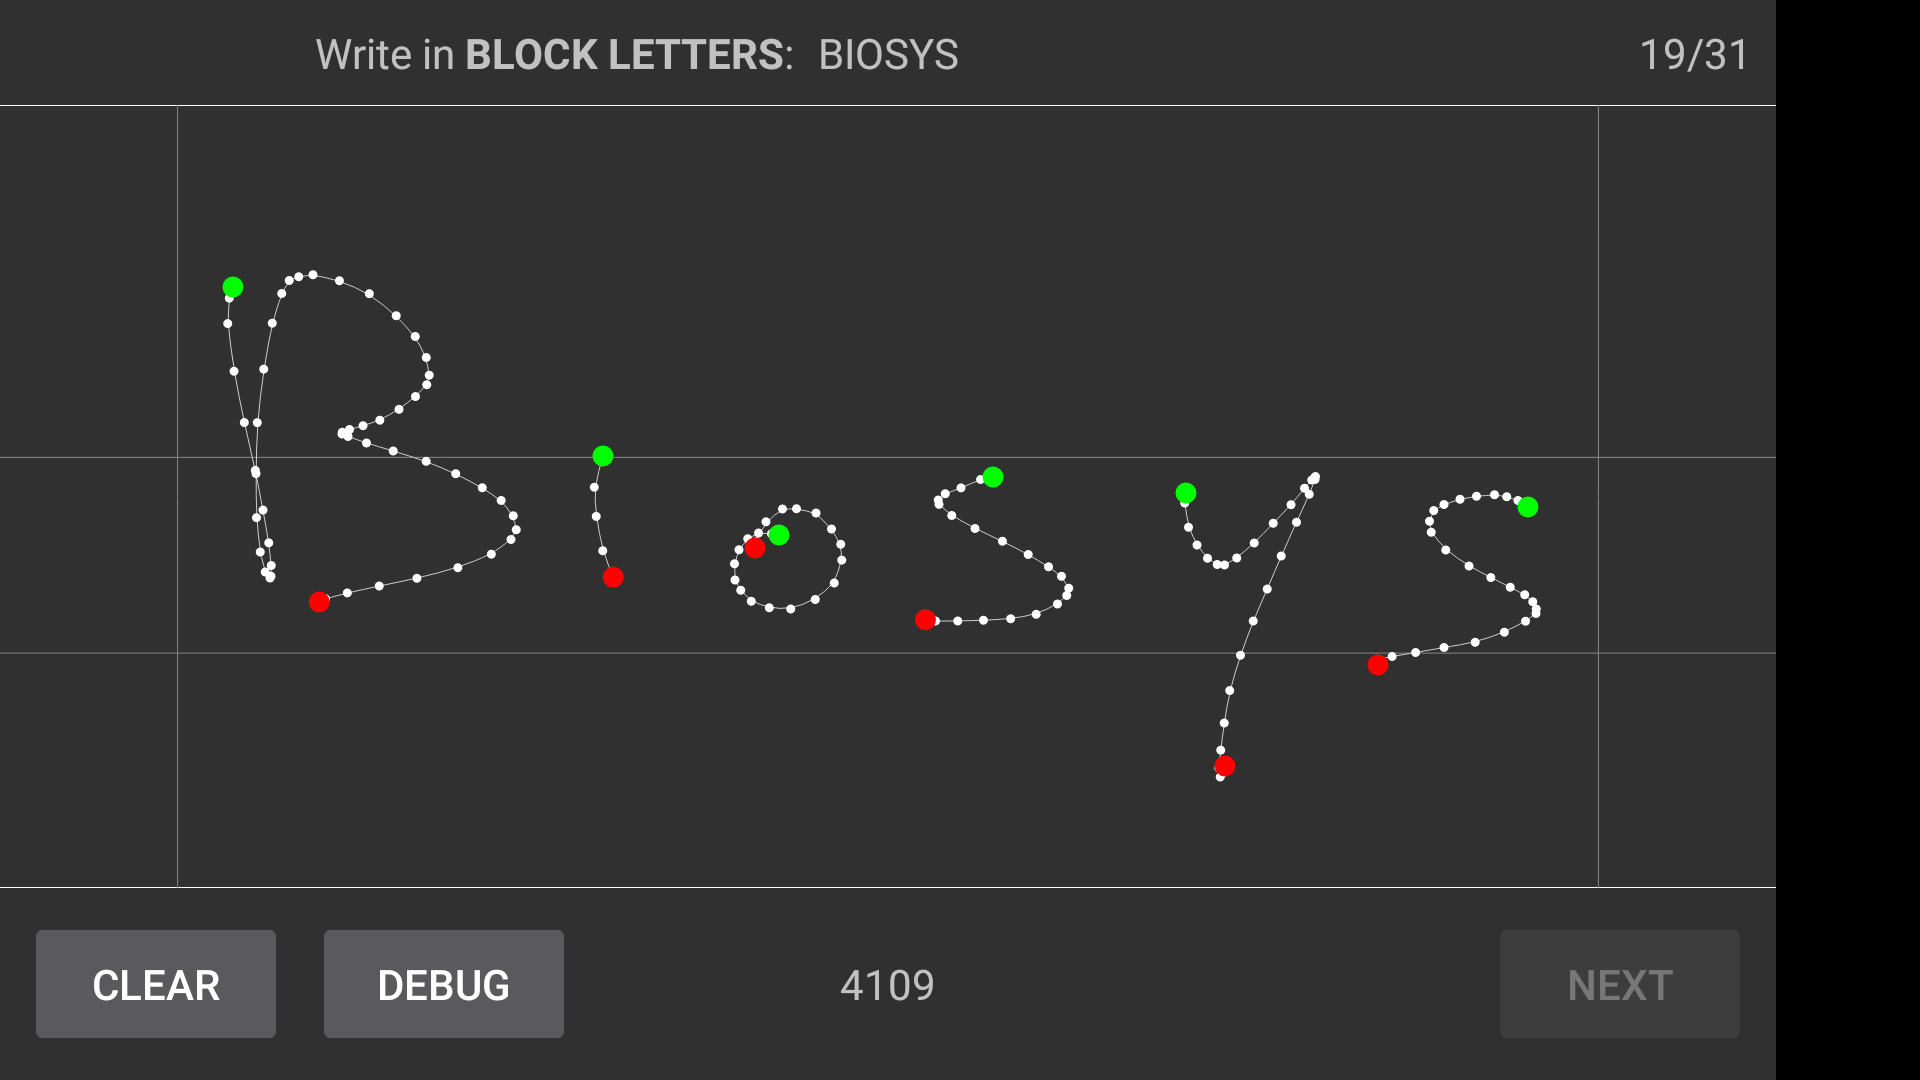 Write in BLOCK LETTERS: BIOSYS 19/31
BIOSYS
CLEAR DEBUG 4109 NEXT